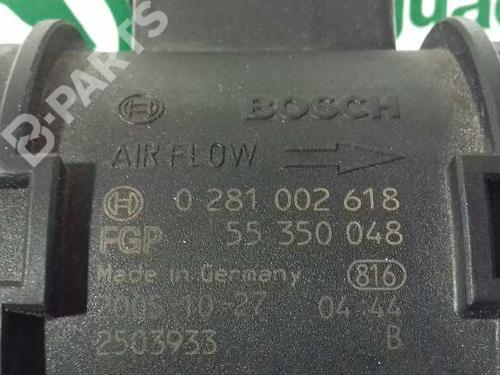 BOSCH
AIR FLOW
0 281 002 618
FGP 55 350 048
Made in Germany 816
2005-10-27 04 44
2503933 B
B-PARTS